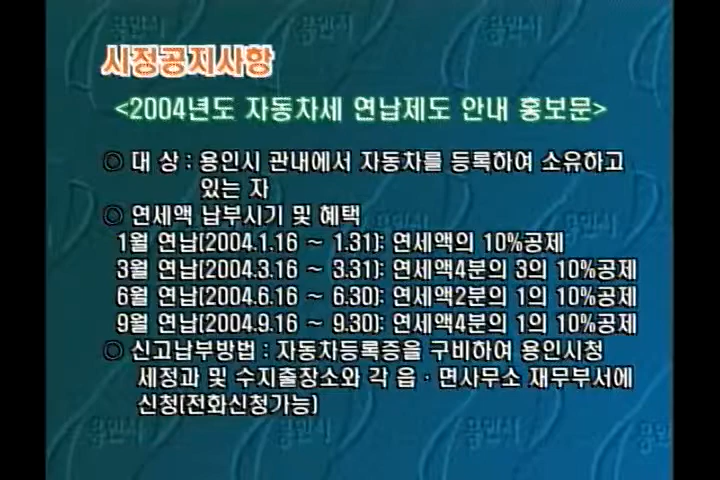 시정공지사항
<2004년도 자동차세 연납제도 안내 홍보문>
◎ 대 상 : 용인시 관내에서 자동차를 등록하여 소유하고
있는 자
◎ 연세액 납부시기 및 혜택
1월 연납(2004.1.16 ~ 1.31): 연세액의 10%공제
3월 연납(2004.3.16 ~ 3.31): 연세액4분의 3의 10%공제
6월 연납(2004.6.16 ~ 6.30): 연세액2분의 1의 10%공제
9월 연납(2004.9.16 ~ 9.30): 연세액4분의 1의 10%공제
◎ 신고납부방법 : 자동차등록증을 구비하여 용인시청
세정과 및 수지출장소와 각 읍 · 면사무소 재무부서에
신청(전화신청가능)